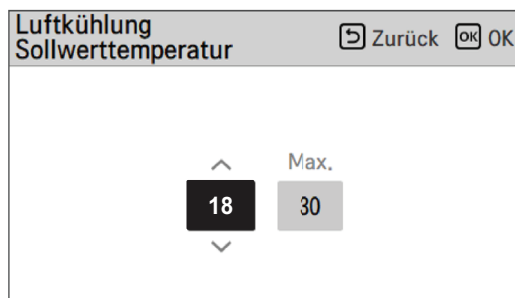 Luftkühlung
Sollwerttemperatur
Zurück OK OK
Max.
18 30